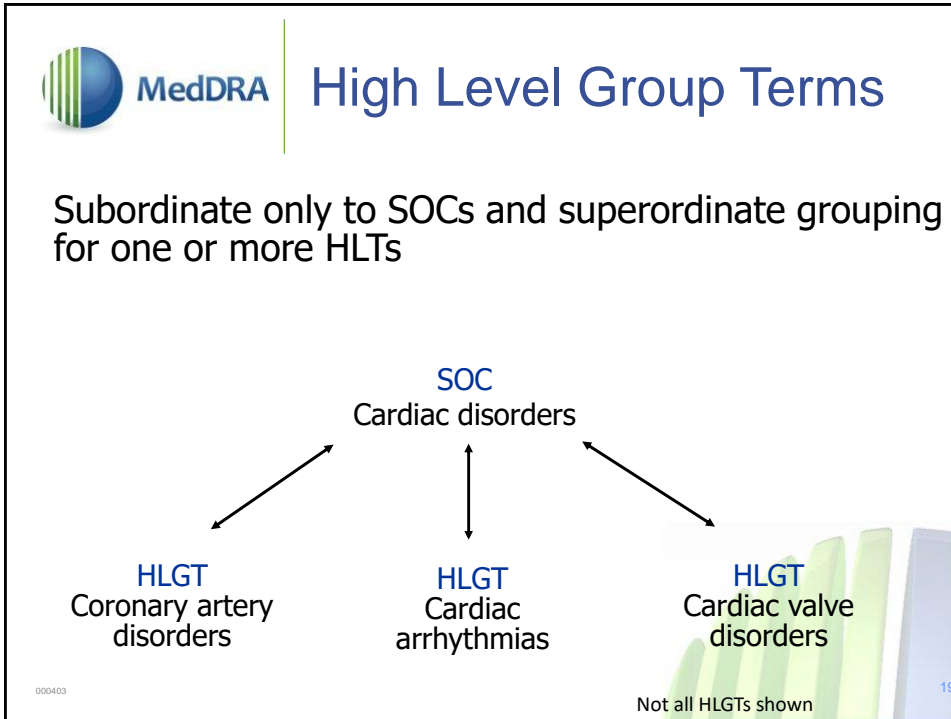 MedDRA
High Level Group Terms
Subordinate only to SOCs and superordinate grouping
for one or more HLTs
SOC
Cardiac disorders
HLGT
Coronary artery
disorders
HLGT
Cardiac
arrhythmias
HLGT
Cardiac valve
disorders
000403
Not all HLGTs shown
19